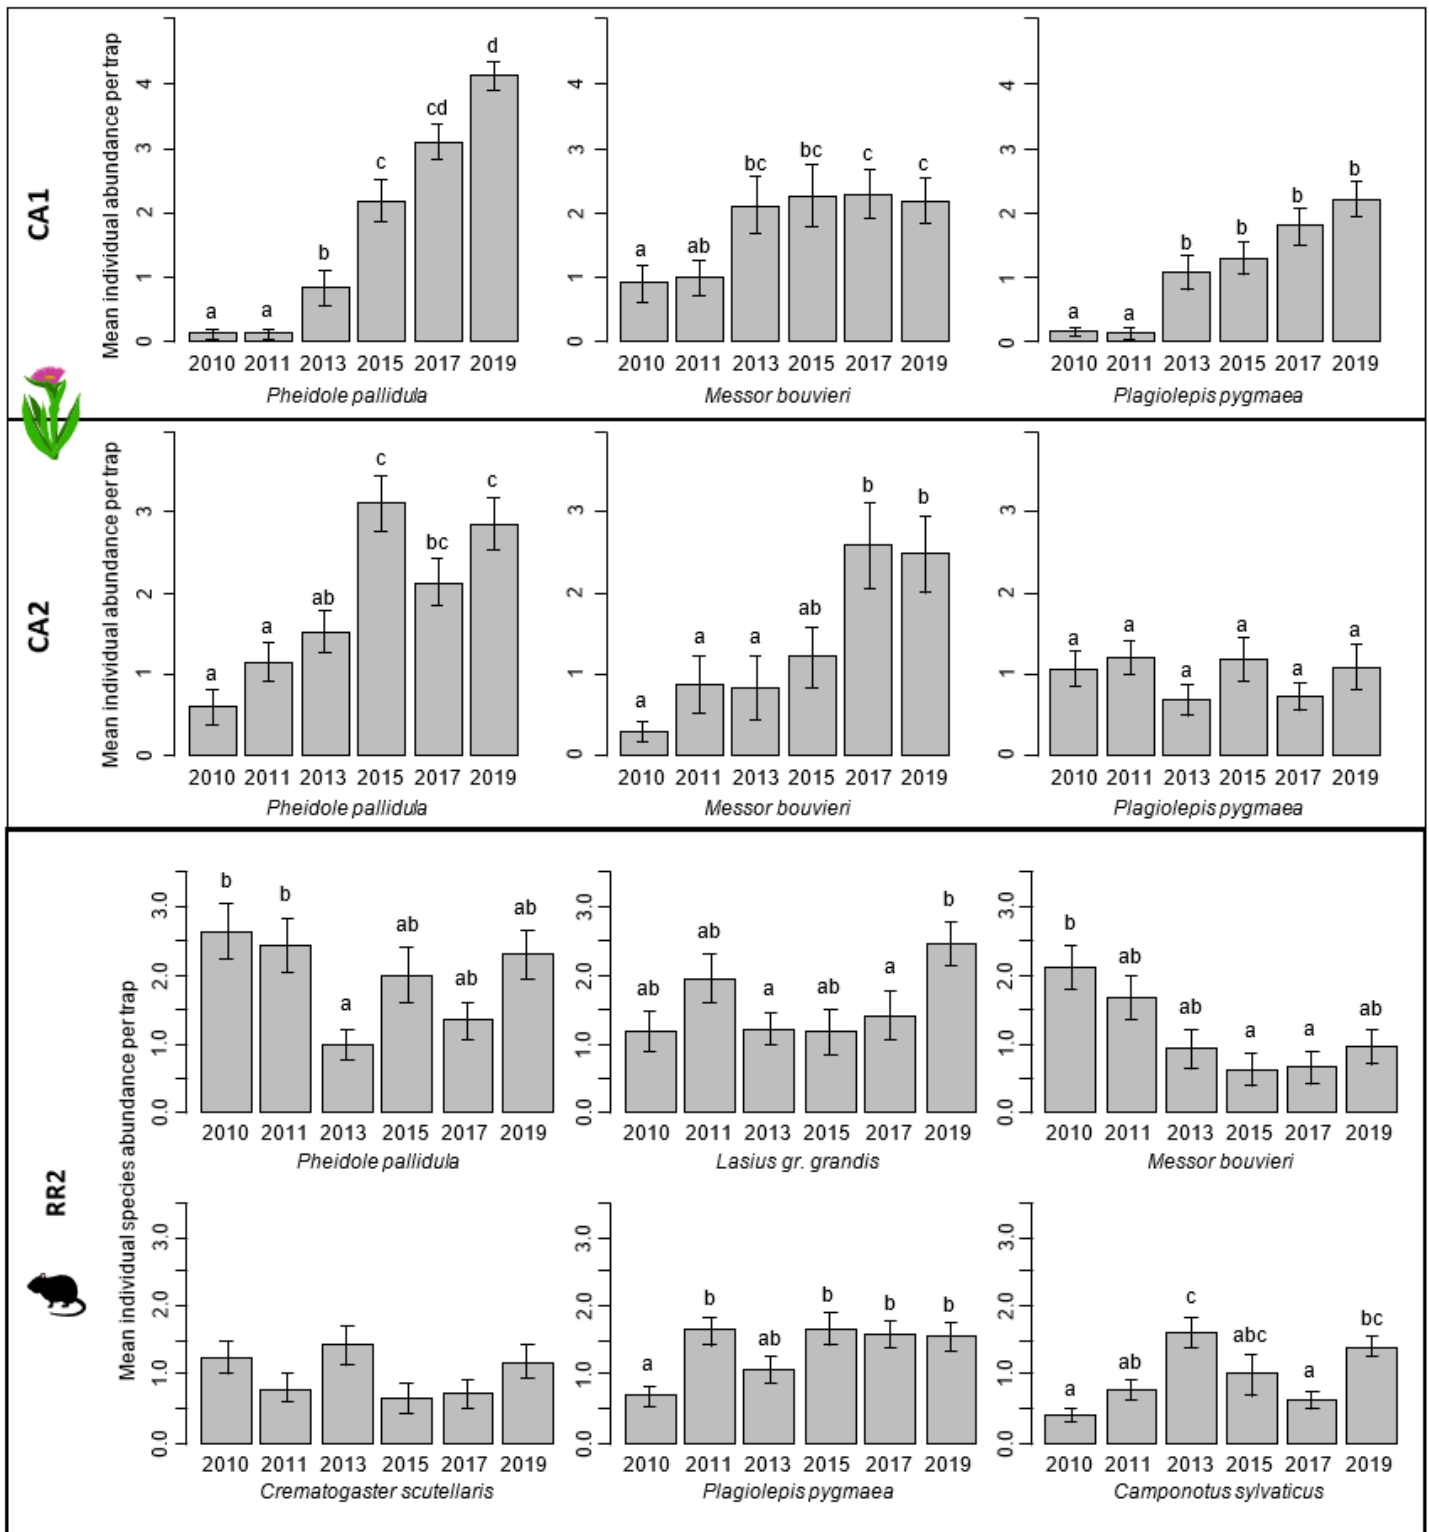 CA1
Mean individual abundance per trap
0 1 2 3 4
a a b c cd d
2010 2011 2013 2015 2017 2019
Pheidole pallidula
0 1 2 3 4
a ab bc bc c c
2010 2011 2013 2015 2017 2019
Messor bouvieri
0 1 2 3 4
a a b b b b
2010 2011 2013 2015 2017 2019
Plagiolepis pygmaea
CA2
Mean individual abundance per trap
0 1 2 3
a a ab c bc c
2010 2011 2013 2015 2017 2019
Pheidole pallidula
0 1 2 3
a a a ab b b
2010 2011 2013 2015 2017 2019
Messor bouvieri
0 1 2 3
a a a a a a
2010 2011 2013 2015 2017 2019
Plagiolepis pygmaea
RR2
Mean individual species abundance per trap
0.0 1.0 2.0 3.0
b b a ab ab ab
2010 2011 2013 2015 2017 2019
Pheidole pallidula
0.0 1.0 2.0 3.0
ab ab a ab a b
2010 2011 2013 2015 2017 2019
Lasius gr. grandis
0.0 1.0 2.0 3.0
b ab ab a a ab
2010 2011 2013 2015 2017 2019
Messor bouvieri
0.0 1.0 2.0 3.0
2010 2011 2013 2015 2017 2019
Crematogaster scutellaris
0.0 1.0 2.0 3.0
a b ab b b b
2010 2011 2013 2015 2017 2019
Plagiolepis pygmaea
0.0 1.0 2.0 3.0
a ab c abc a bc
2010 2011 2013 2015 2017 2019
Camponotus sylvaticus